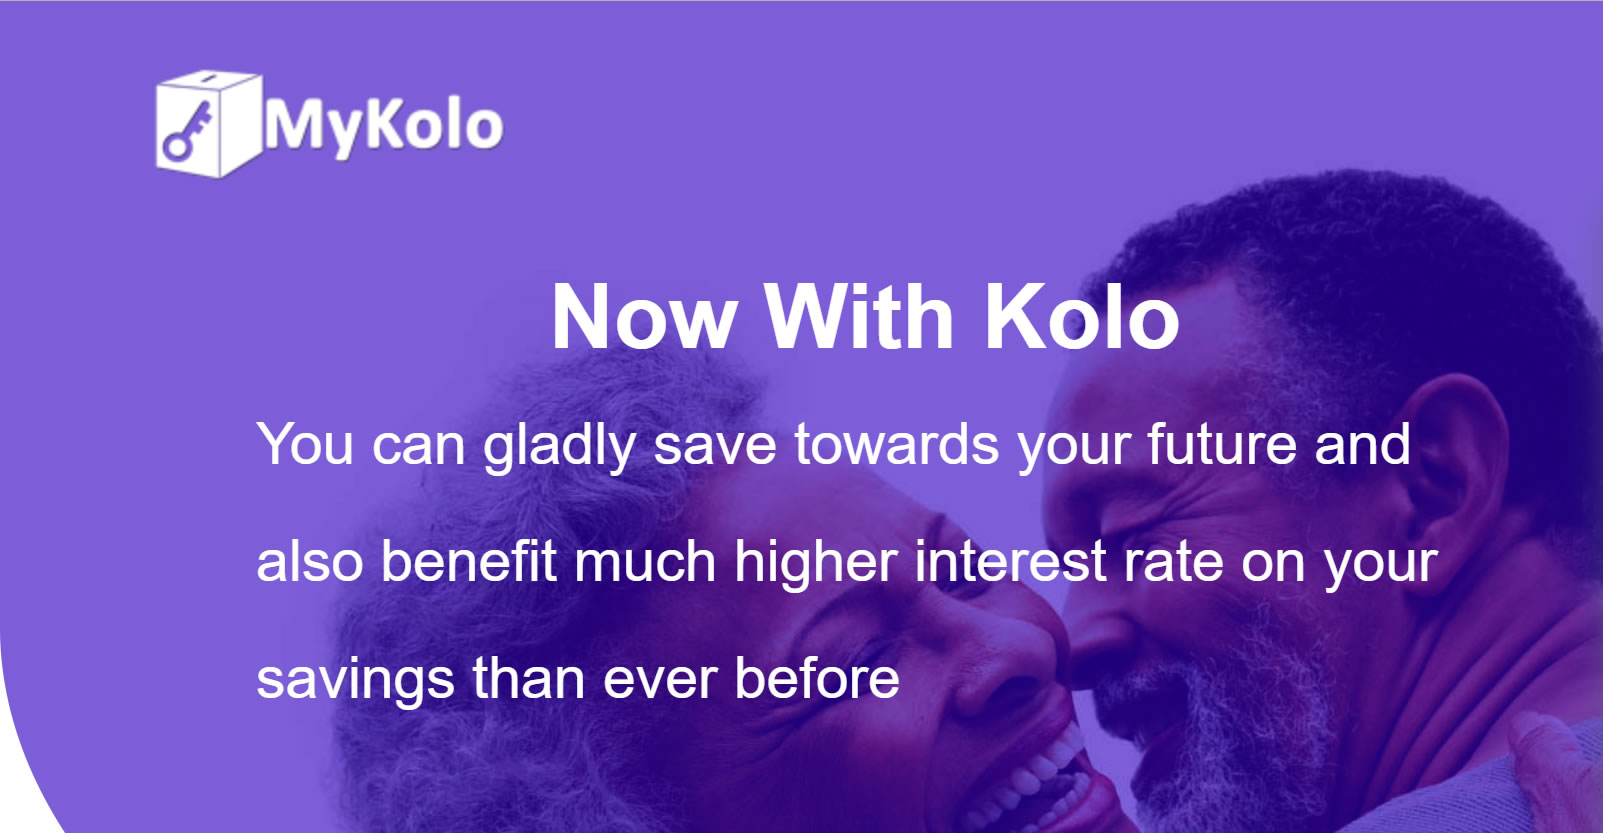 MyKolo
Now With Kolo
You can gladly save towards your future and
also benefit much higher interest rate on your
savings than ever before